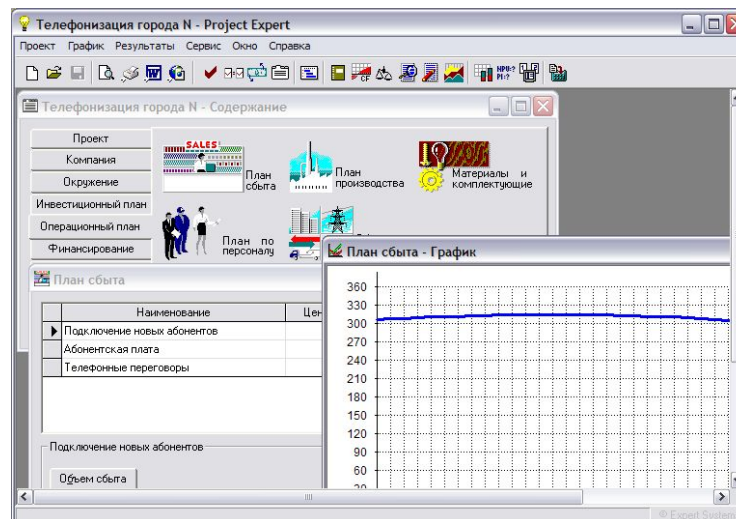 Телефонизация города N - Project Expert
Проект График Результаты Сервис Окно Справка
Телефонизация города N - Содержание
Проект
Компания
Окружение
Инвестиционный план
Операционный план
Финансирование
SALES
План сбыта
План производства
Материалы и комплектующие
План по персоналу
План сбыта - График
План сбыта
Наименование Цен
Подключение новых абонентов
Абонентская плата
Телефонные переговоры
Подключение новых абонентов
Объем сбыта
360
330
300
270
240
210
180
150
120
90
60
30
© Expert System